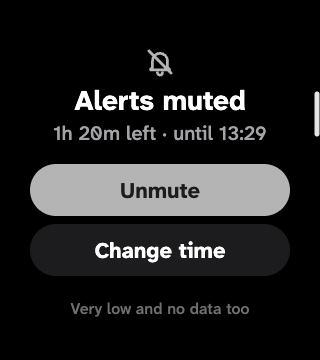 Alerts muted
1h 20m left · until 13:29
Unmute
Change time
Very low and no data too